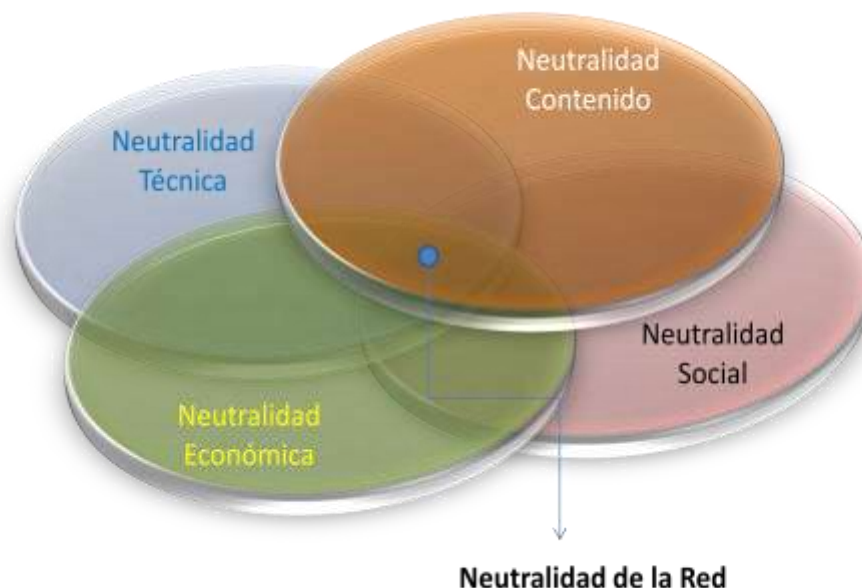 Neutralidad
Contenido
Neutralidad
Técnica
Neutralidad
Social
Neutralidad
Económica
Neutralidad de la Red